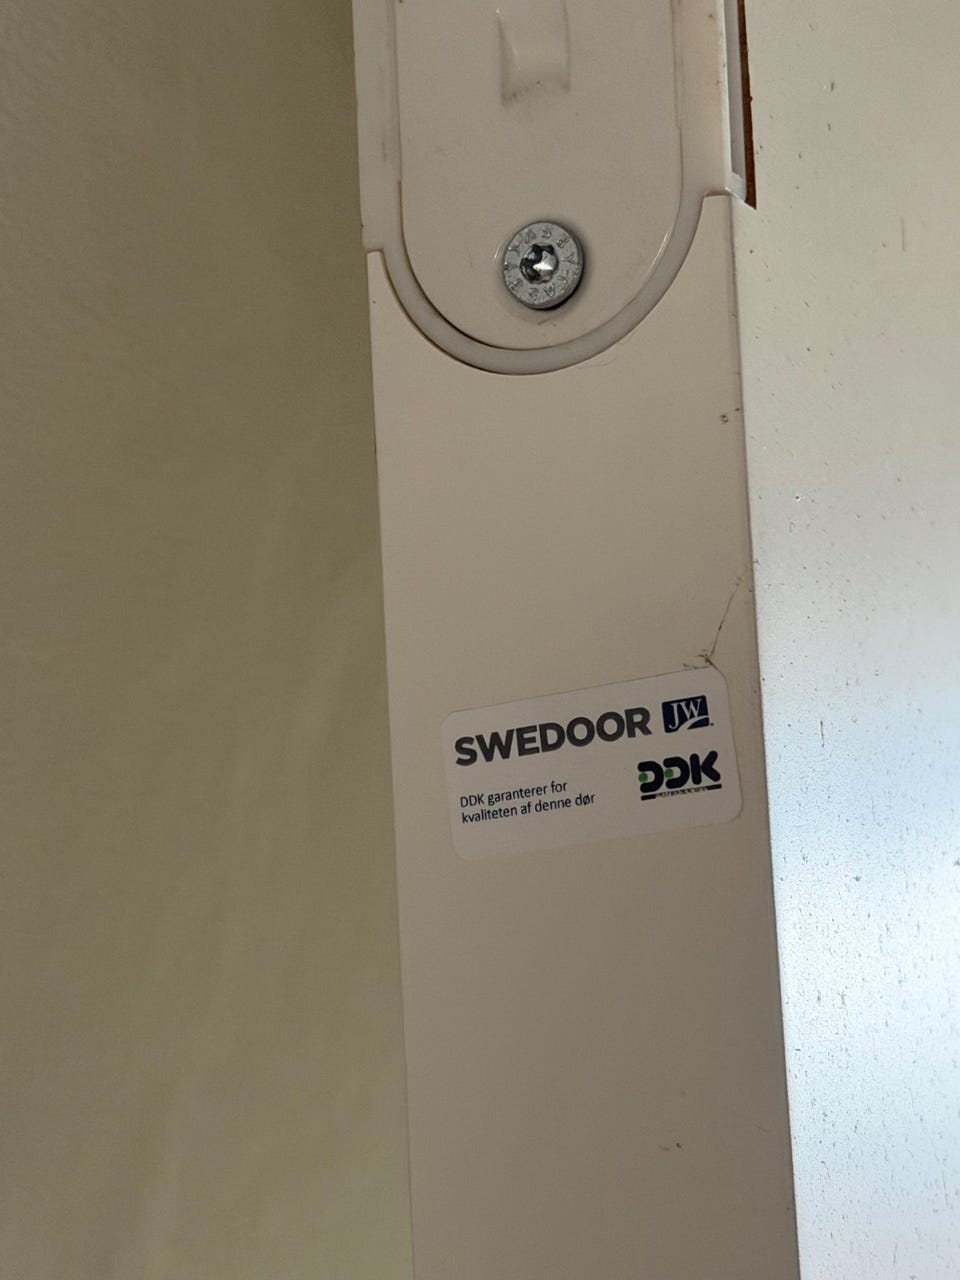 SWEDOOR JW
DDK garanterer for
kvaliteten af denne dør
DDK